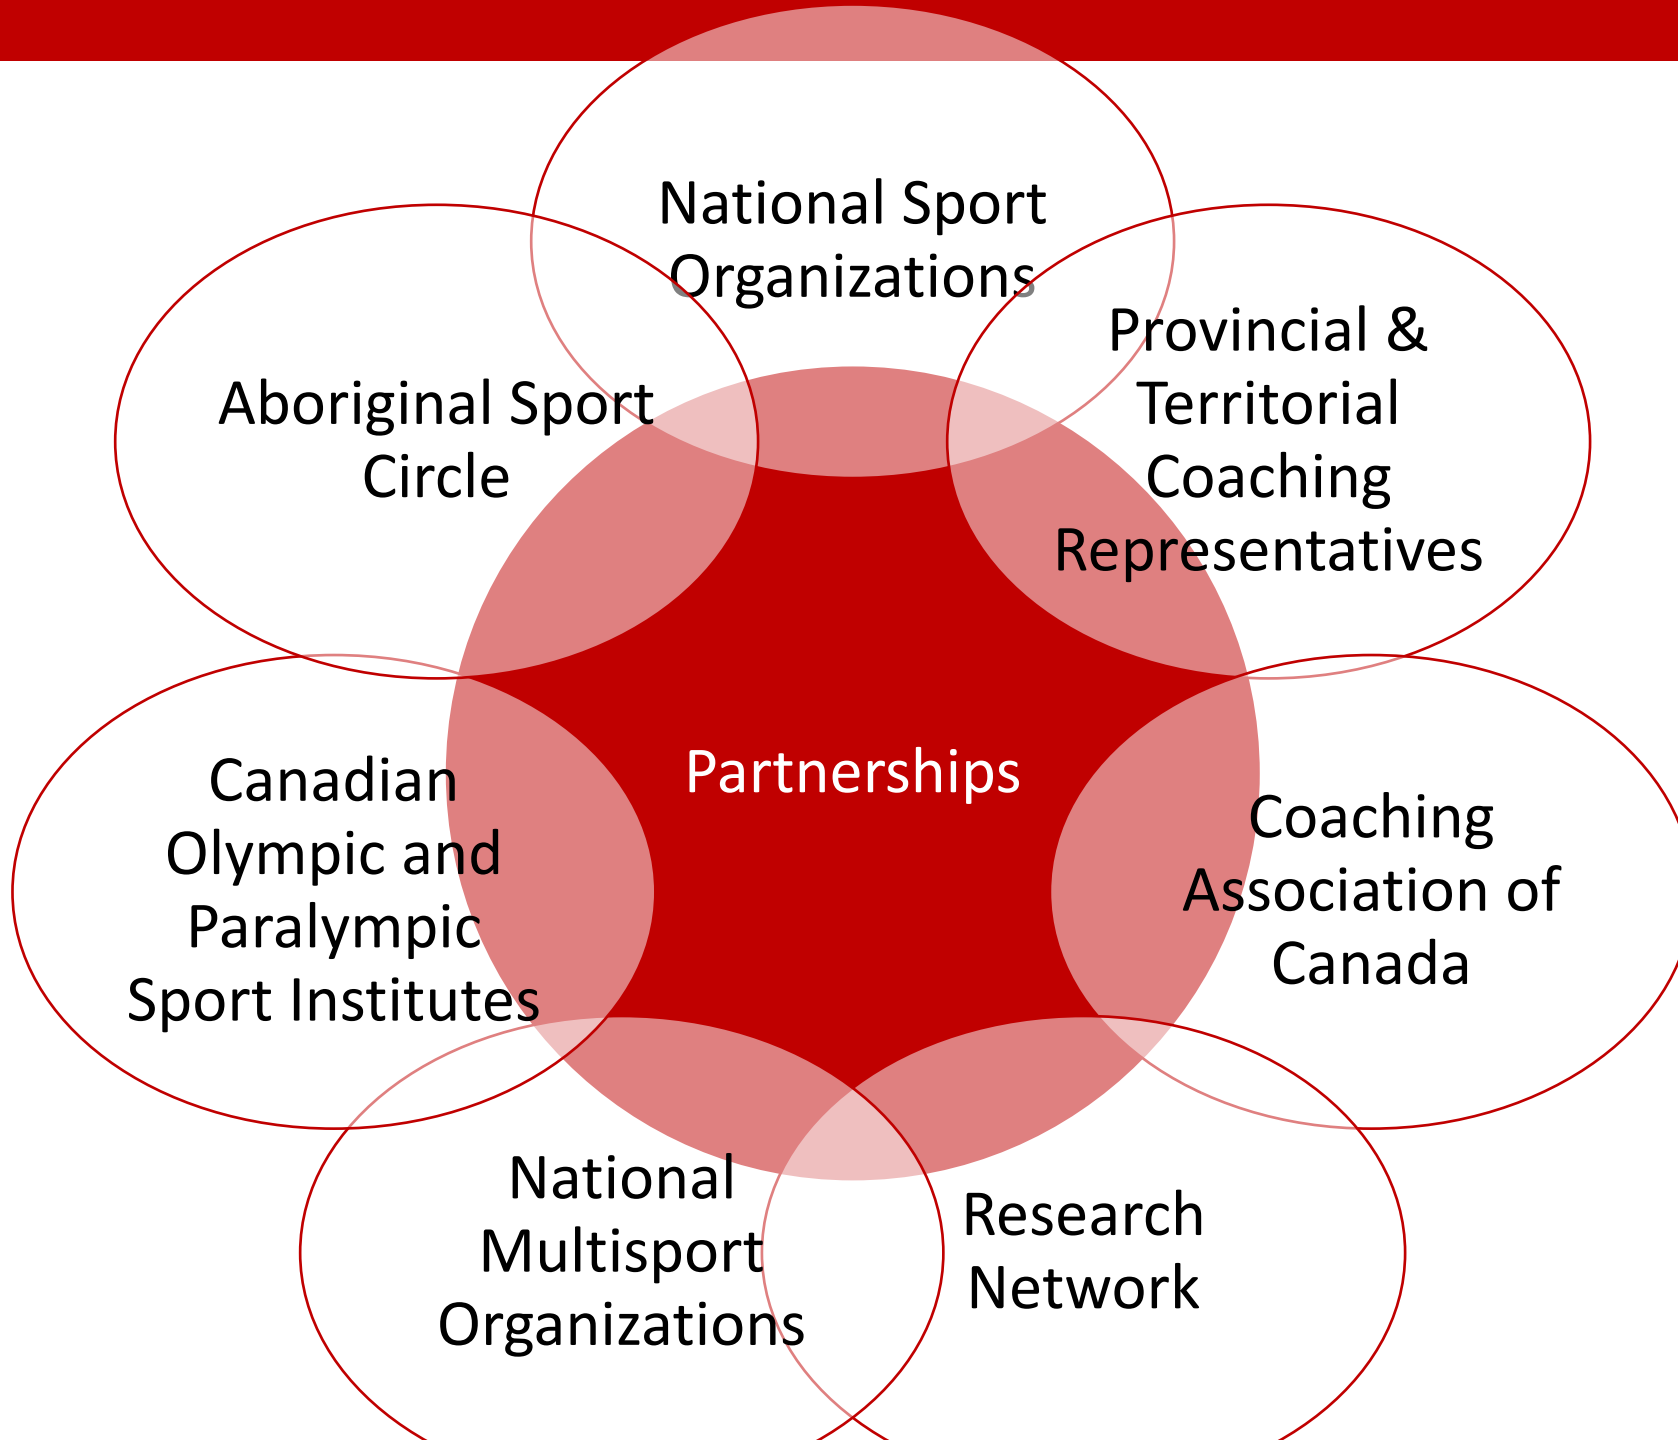 National Sport
Organizations
Provincial &
Territorial
Coaching
Representatives
Aboriginal Sport
Circle
Partnerships
Canadian
Olympic and
Paralympic
Sport Institutes
Coaching
Association of
Canada
National
Multisport
Organizations
Research
Network